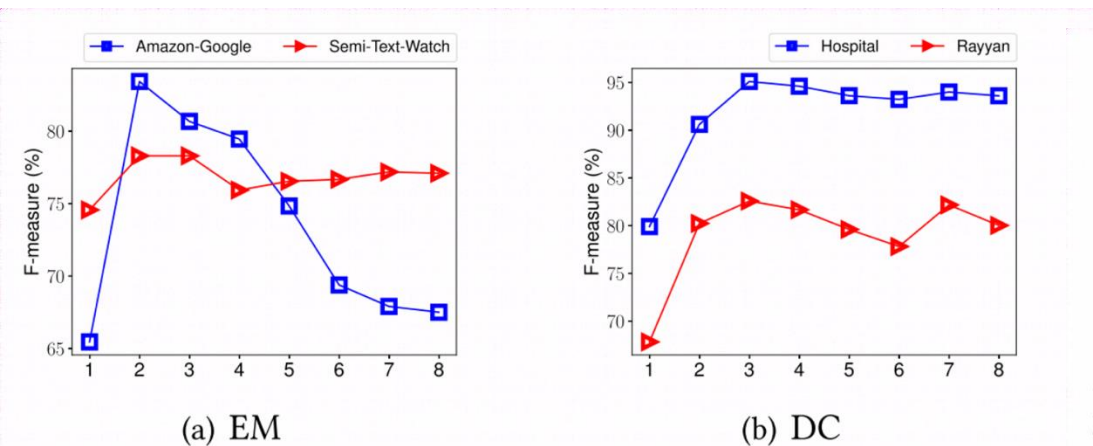 Amazon-Google Semi-Text-Watch
F-measure (%)
80
75
70
65
1 2 3 4 5 6 7 8
(a) EM
Hospital Rayyan
F-measure (%)
95
90
85
80
75
70
1 2 3 4 5 6 7 8
(b) DC